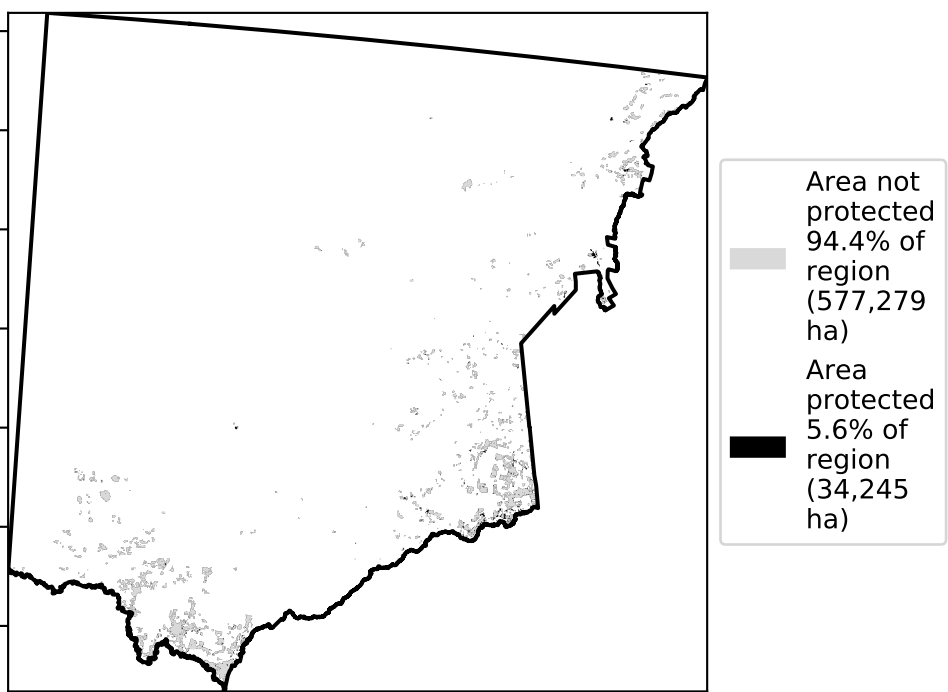 Area not
protected
94.4% of
region
(577,279
ha)
Area
protected
5.6% of
region
(34,245
ha)